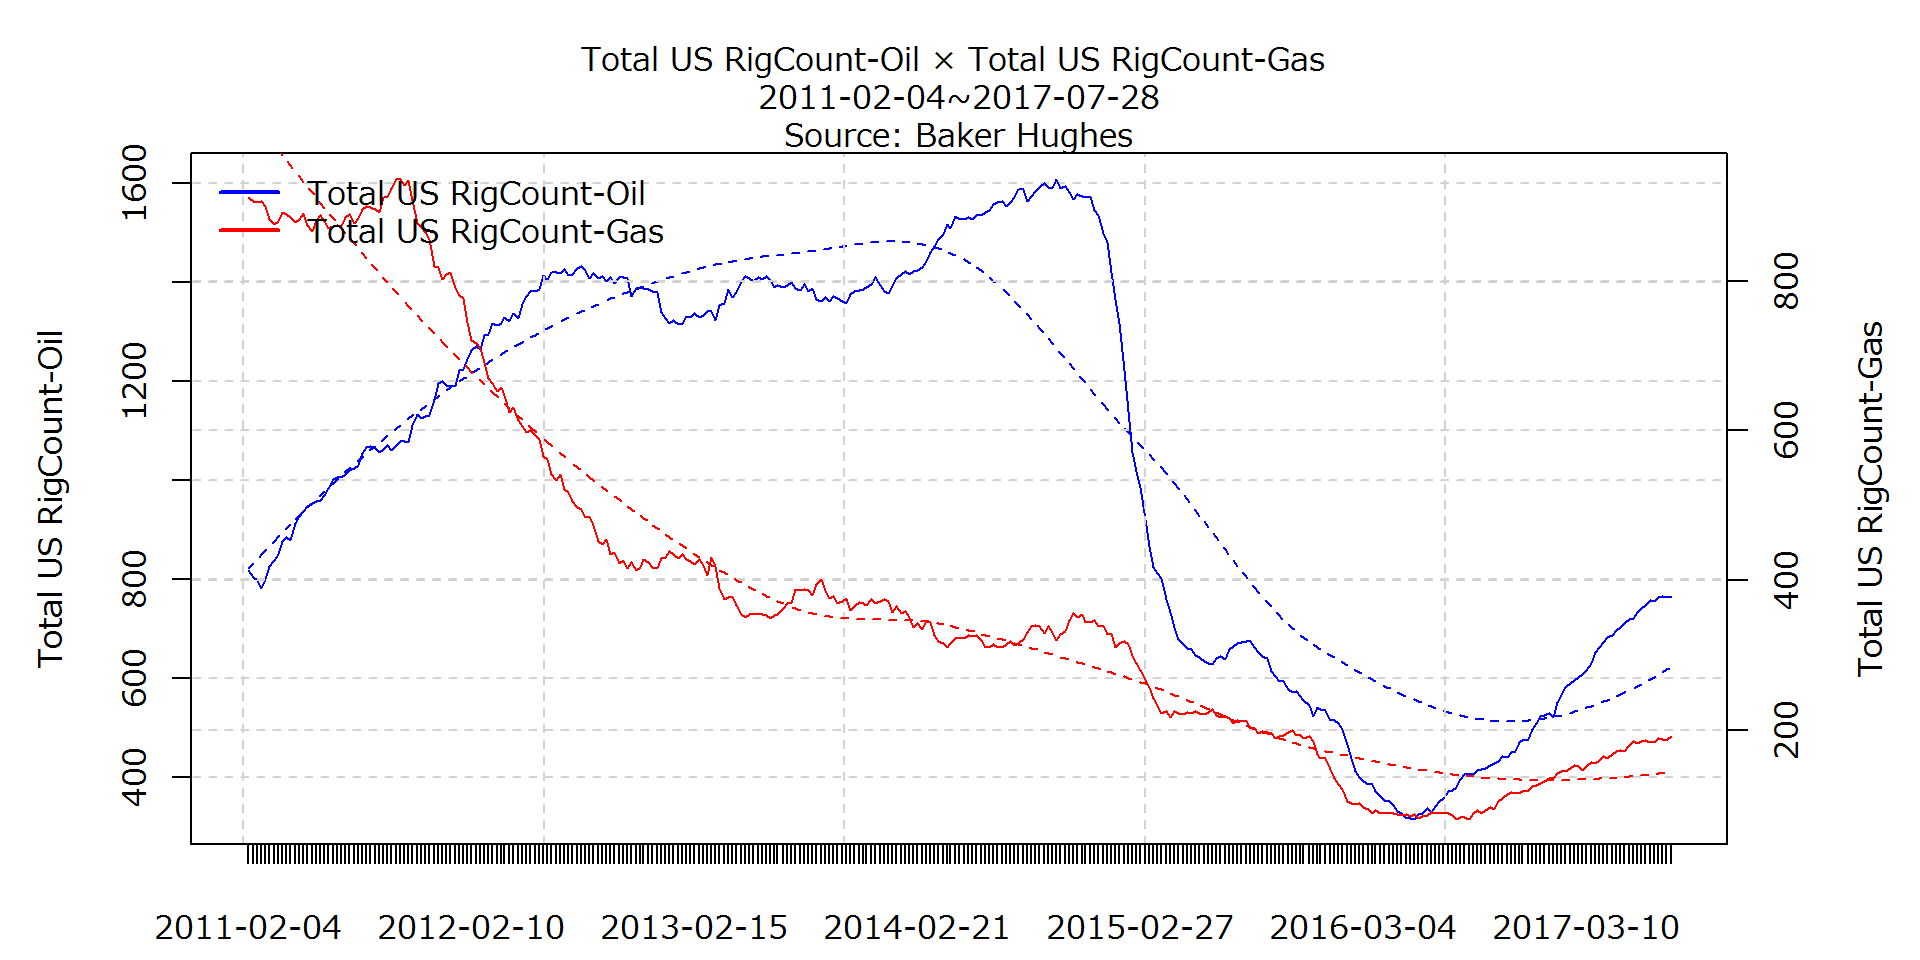 Total US RigCount-Oil × Total US RigCount-Gas
2011-02-04~2017-07-28
Source: Baker Hughes
Total US RigCount-Oil
Total US RigCount-Gas
Total US RigCount-Oil
1600
1200
800
600
400
800
600
400
200
Total US RigCount-Gas
2011-02-04 2012-02-10 2013-02-15 2014-02-21 2015-02-27 2016-03-04 2017-03-10